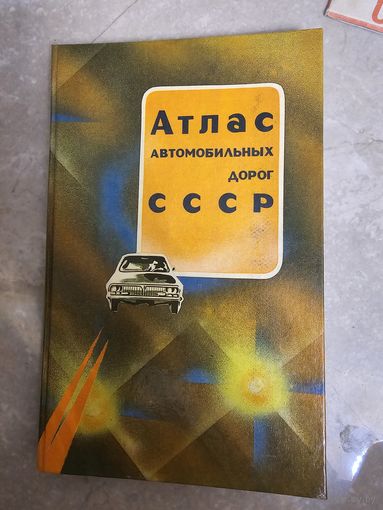 Атлас
автомобильных
дорог
СССР